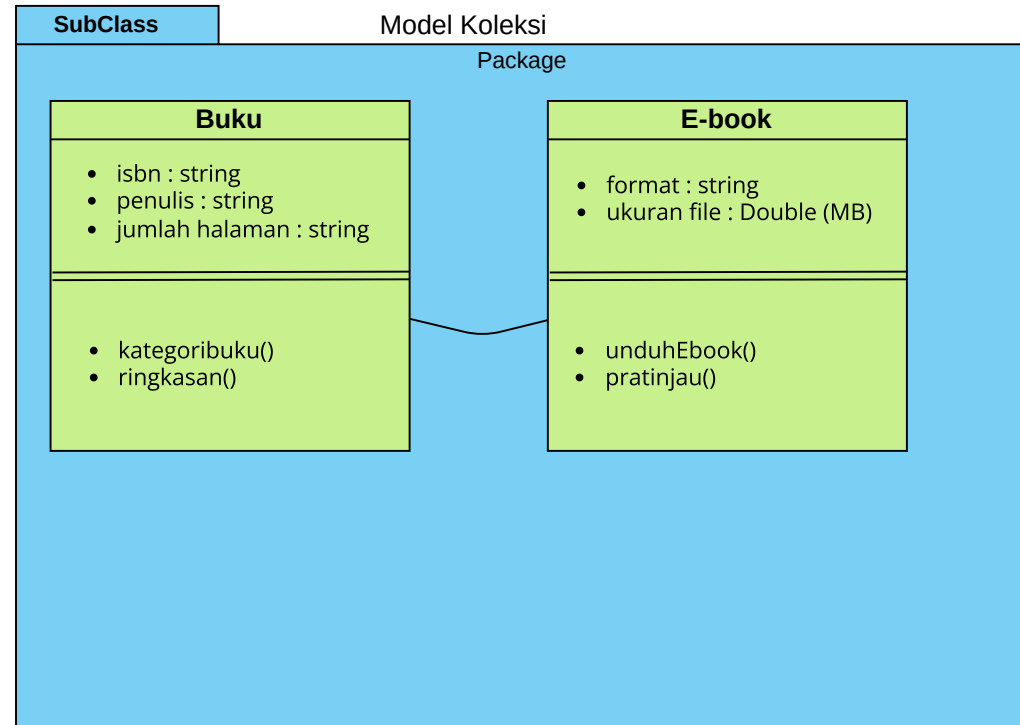 SubClass
Model Koleksi
Package
Buku
• isbn : string
• penulis : string
• jumlah halaman : string
• kategoribuku()
• ringkasan()
E-book
• format : string
• ukuran file : Double (MB)
• unduhEbook()
• pratinjau()